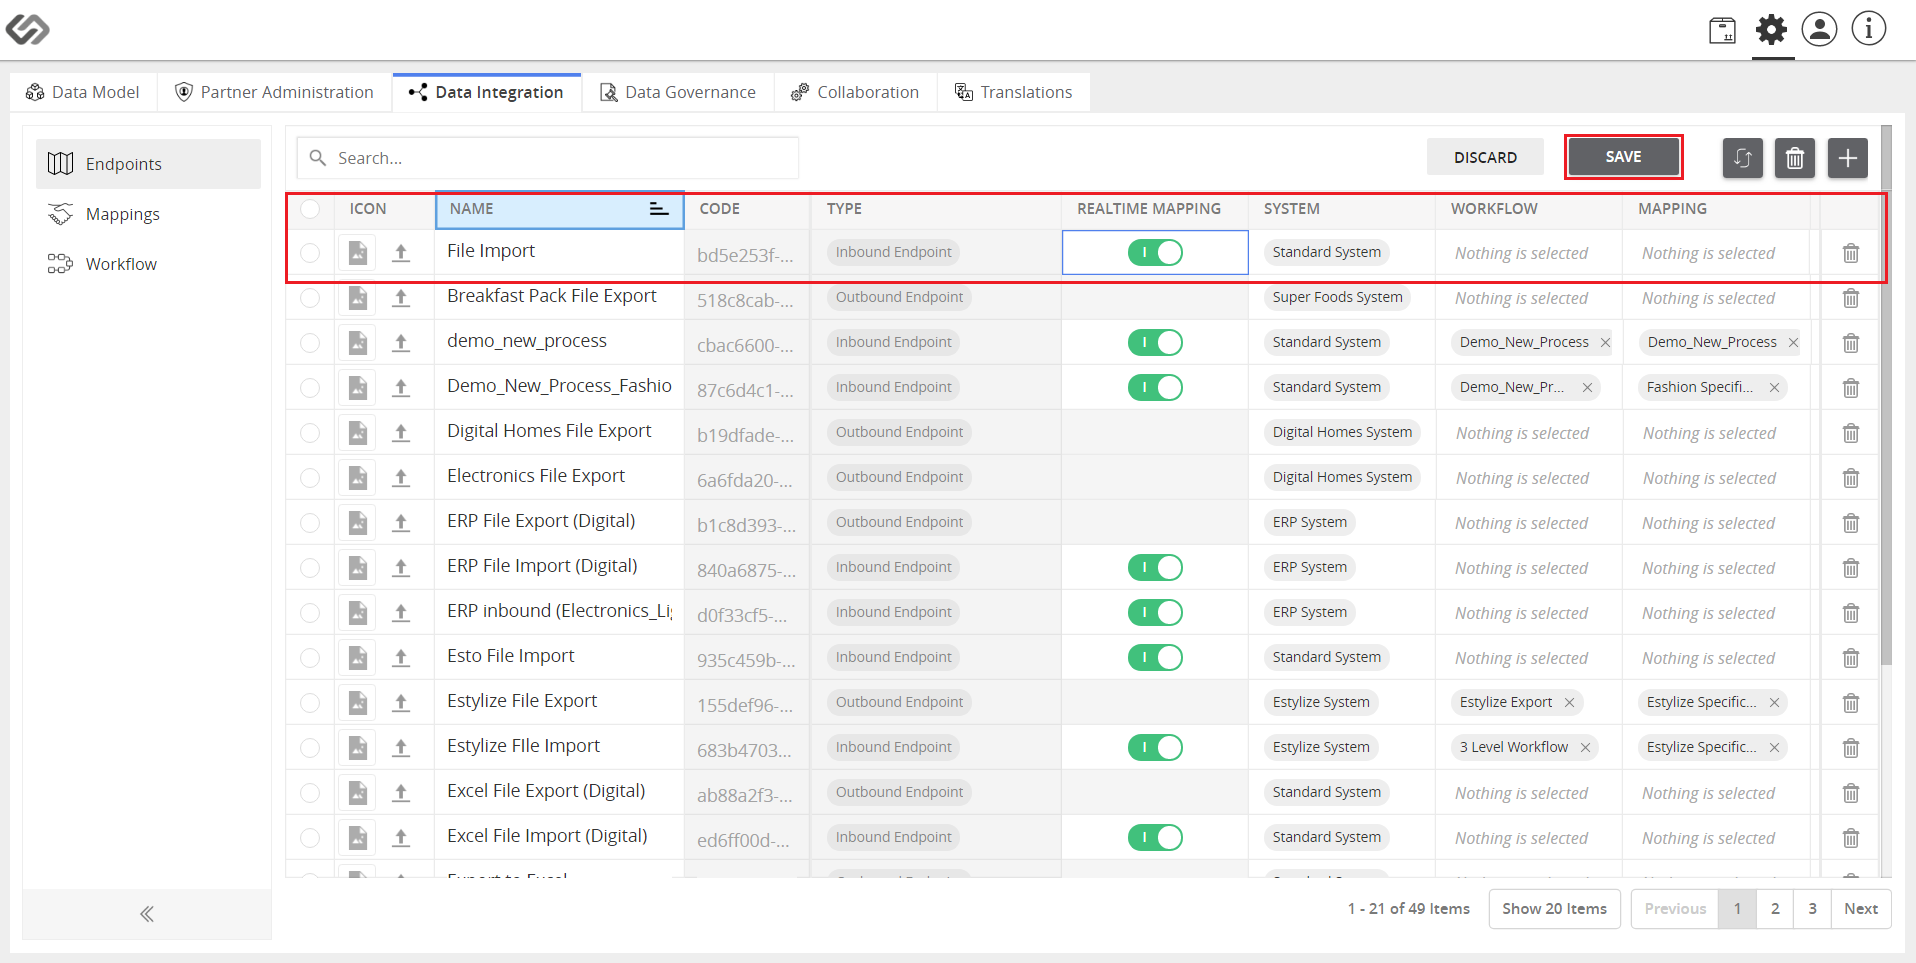 Data Model Partner Administration Data Integration Data Governance Collaboration Translations
Endpoints
Mappings
Workflow
Search... DISCARD SAVE
ICON NAME CODE TYPE REALTIME MAPPING SYSTEM WORKFLOW MAPPING
File Import bd5e253f-... Inbound Endpoint Standard System Nothing is selected Nothing is selected
Breakfast Pack File Export 518c8cab-... Outbound Endpoint Super Foods System Nothing is selected Nothing is selected
demo_new_process cbac6600-... Inbound Endpoint Standard System Demo_New_Process Demo_New_Process
Demo_New_Process_Fashio 87c6d4c1-... Inbound Endpoint Standard System Demo_New_Pr... Fashion Specifi...
Digital Homes File Export b19dfade-... Outbound Endpoint Digital Homes System Nothing is selected Nothing is selected
Electronics File Export 6a6fda20-... Outbound Endpoint Digital Homes System Nothing is selected Nothing is selected
ERP File Export (Digital) b1c8d393-... Outbound Endpoint ERP System Nothing is selected Nothing is selected
ERP File Import (Digital) 840a6875-... Inbound Endpoint ERP System Nothing is selected Nothing is selected
ERP inbound (Electronics_Li d0f33cf5-... Inbound Endpoint ERP System Nothing is selected Nothing is selected
Esto File Import 935c459b-... Inbound Endpoint Standard System Nothing is selected Nothing is selected
Estylize File Export 155def96-... Outbound Endpoint Estylize System Estylize Export Estylize Specific...
Estylize FIle Import 683b4703... Inbound Endpoint Estylize System 3 Level Workflow Estylize Specific...
Excel File Export (Digital) ab88a2f3-... Outbound Endpoint Standard System Nothing is selected Nothing is selected
Excel File Import (Digital) ed6ff00d-... Inbound Endpoint Standard System Nothing is selected Nothing is selected
1 - 21 of 49 Items Show 20 Items Previous 1 2 3 Next